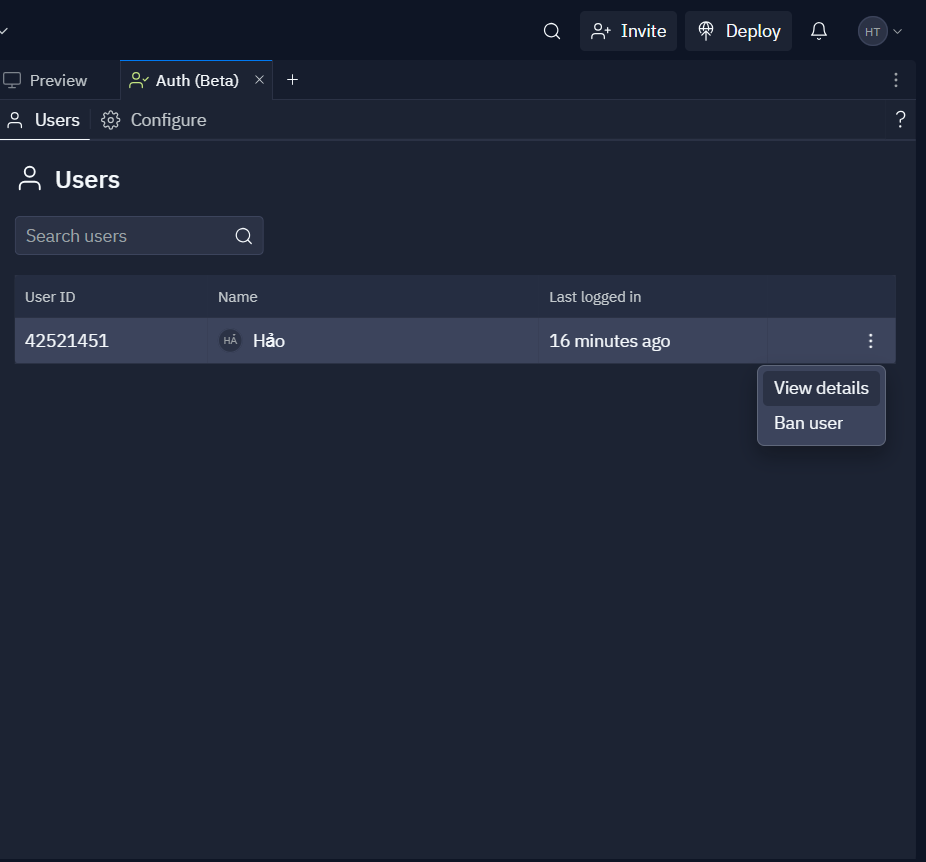 Invite Deploy HT
Preview Auth (Beta)
Users Configure ?
Users
Search users
User ID Name Last logged in
42521451 HẢ Hảo 16 minutes ago
View details
Ban user